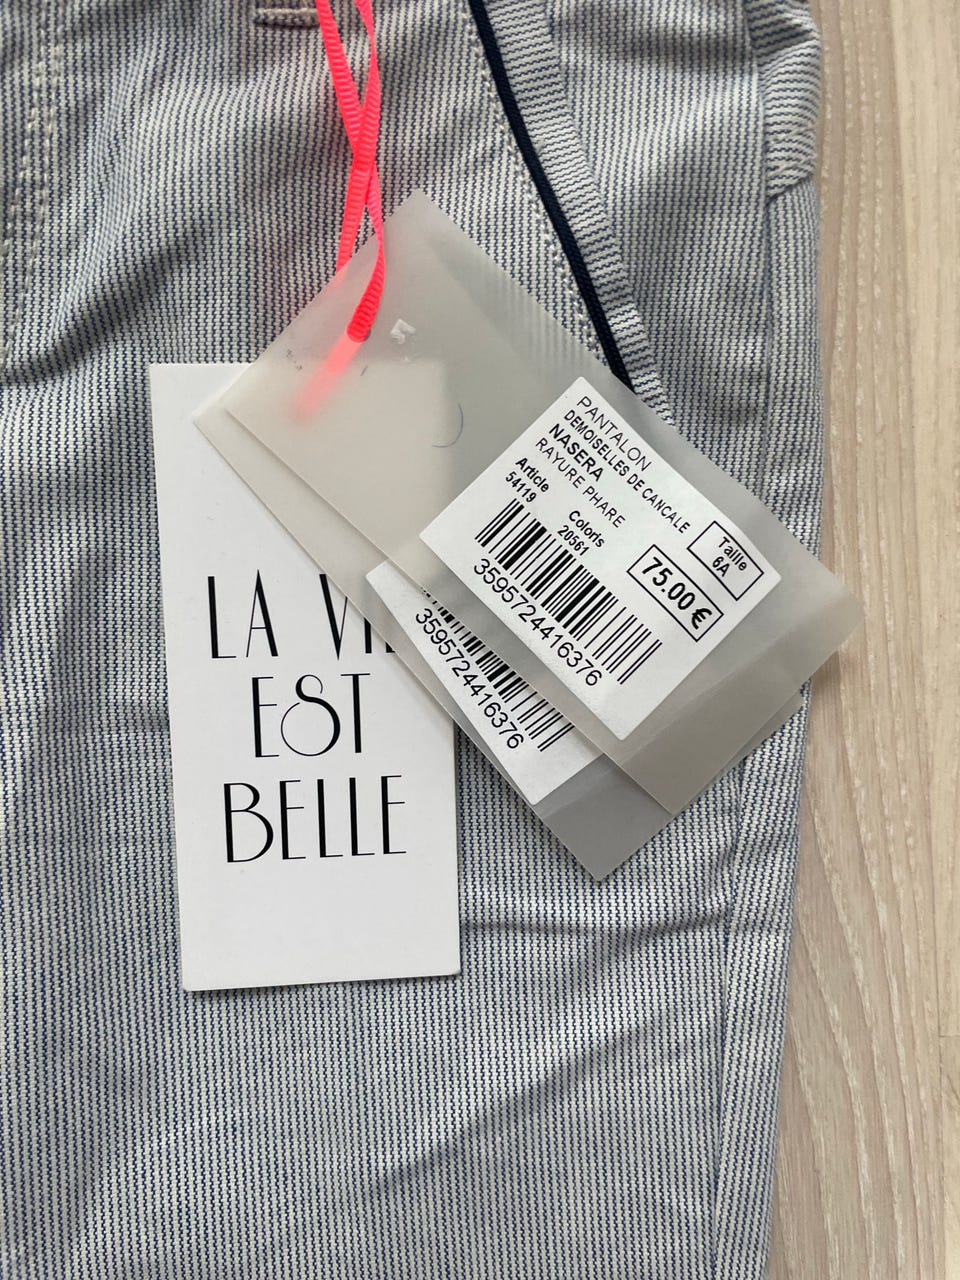 LA VI
EST
BELLE
PANTALON
DEMOISELLES DE CANCALE
NASERA
RAYURE PHARE
Article
54119
Coloris
20561
Taille
6A
75.00 €
3595724416376
3595724416376